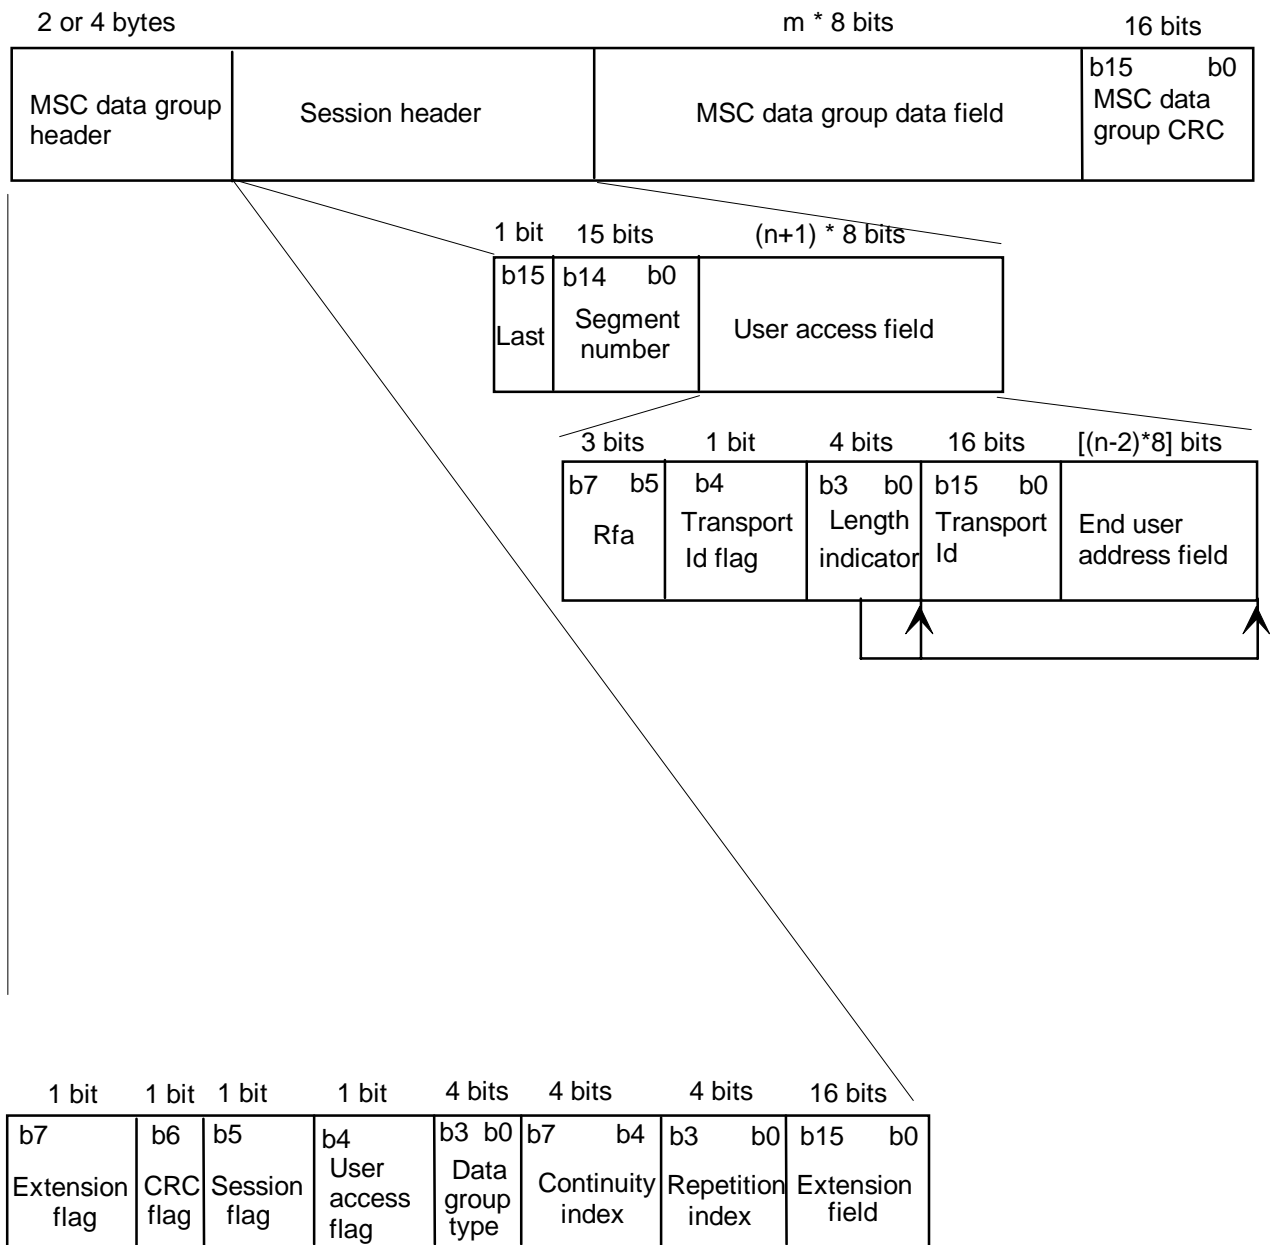 2 or 4 bytes m * 8 bits 16 bits
MSC data group
header
Session header
MSC data group data field
b15 b0
MSC data
group CRC
1 bit 15 bits (n+1) * 8 bits
b15 b14 b0
Last
Segment
number
User access field
3 bits 1 bit 4 bits 16 bits [(n-2)*8] bits
b7 b5
Rfa
b4
Transport
Id flag
b3 b0
Length
indicator
b15 b0
Transport
Id
End user
address field
1 bit 1 bit 1 bit 1 bit 4 bits 4 bits 4 bits 16 bits
b7
Extension
flag
b6
CRC
flag
b5
Session
flag
b4
User
access
flag
b3 b0
Data
group
type
b7 b4
Continuity
index
b3 b0
Repetition
index
b15 b0
Extension
field